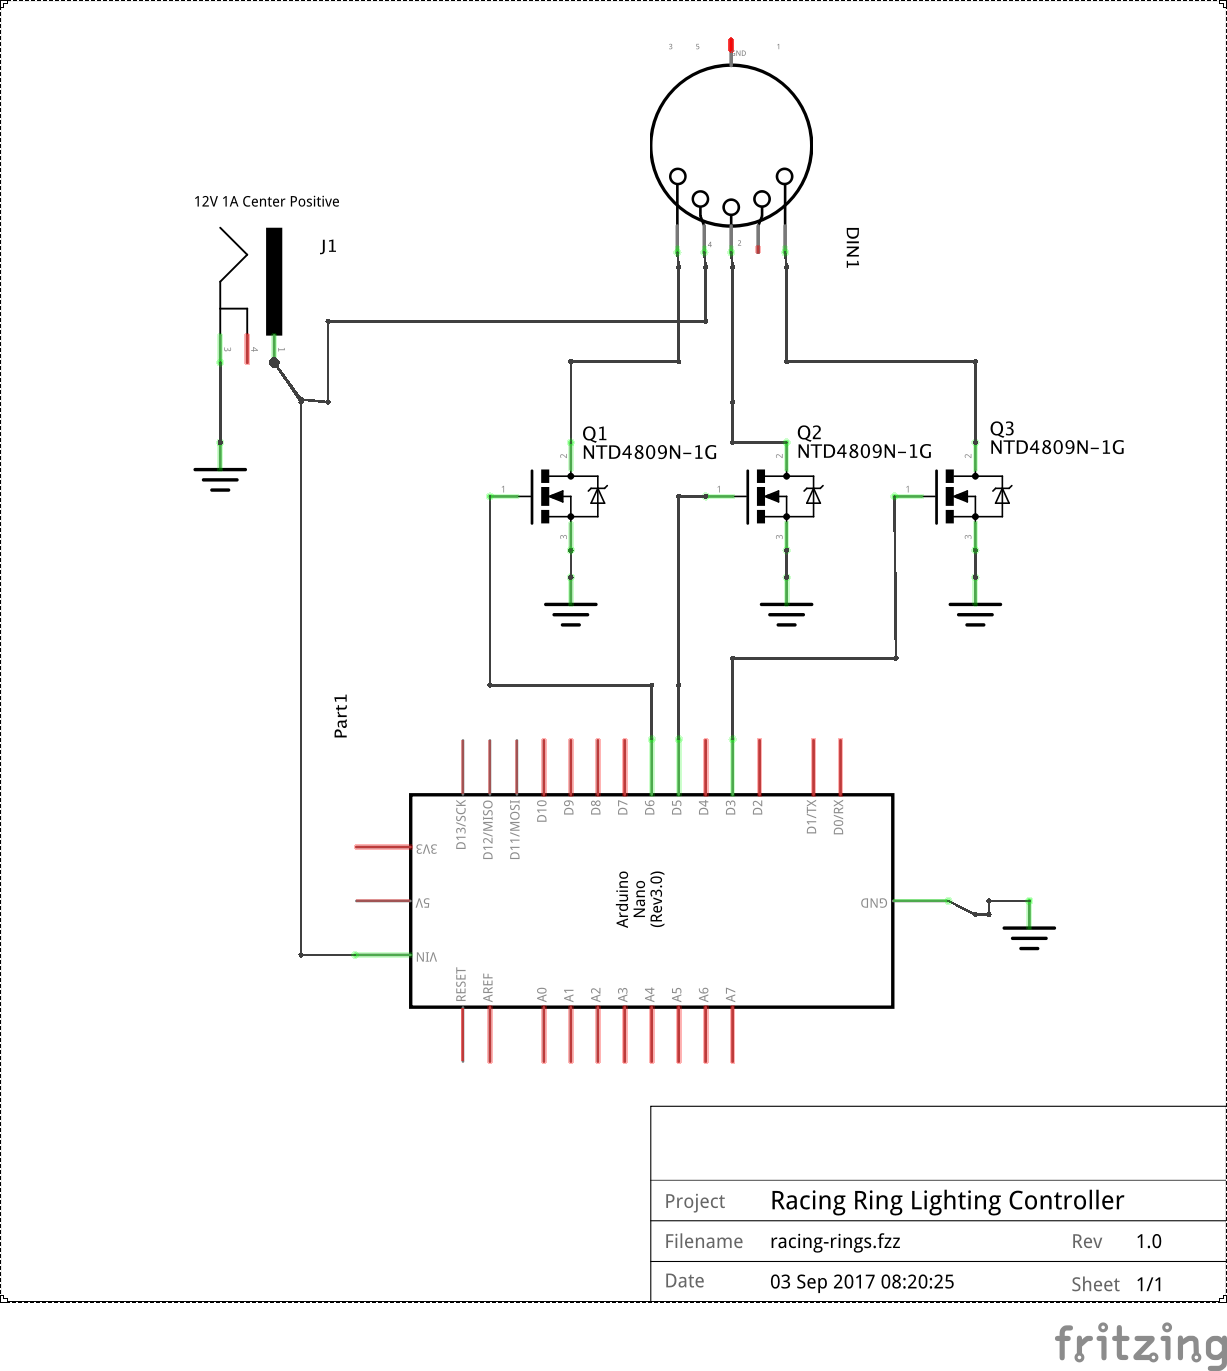 3 5 GND 1
12V 1A Center Positive
J1
DIN1
4 2
3 4 1
Q1
NTD4809N-1G
Q2
NTD4809N-1G
Q3
NTD4809N-1G
2 2 2
1 1 1
3 3 3
Part1
D13/SCK
D12/MISO
D11/MOSI
D10
D9
D8
D7
D6
D5
D4
D3
D2
D1/TX
D0/RX
3V3
5V
VIN
Arduino
Nano
(Rev3.0)
GND
RESET
AREF
A0
A1
A2
A3
A4
A5
A6
A7
Project Racing Ring Lighting Controller
Filename racing-rings.fzz Rev 1.0
Date 03 Sep 2017 08:20:25 Sheet 1/1
fritzing